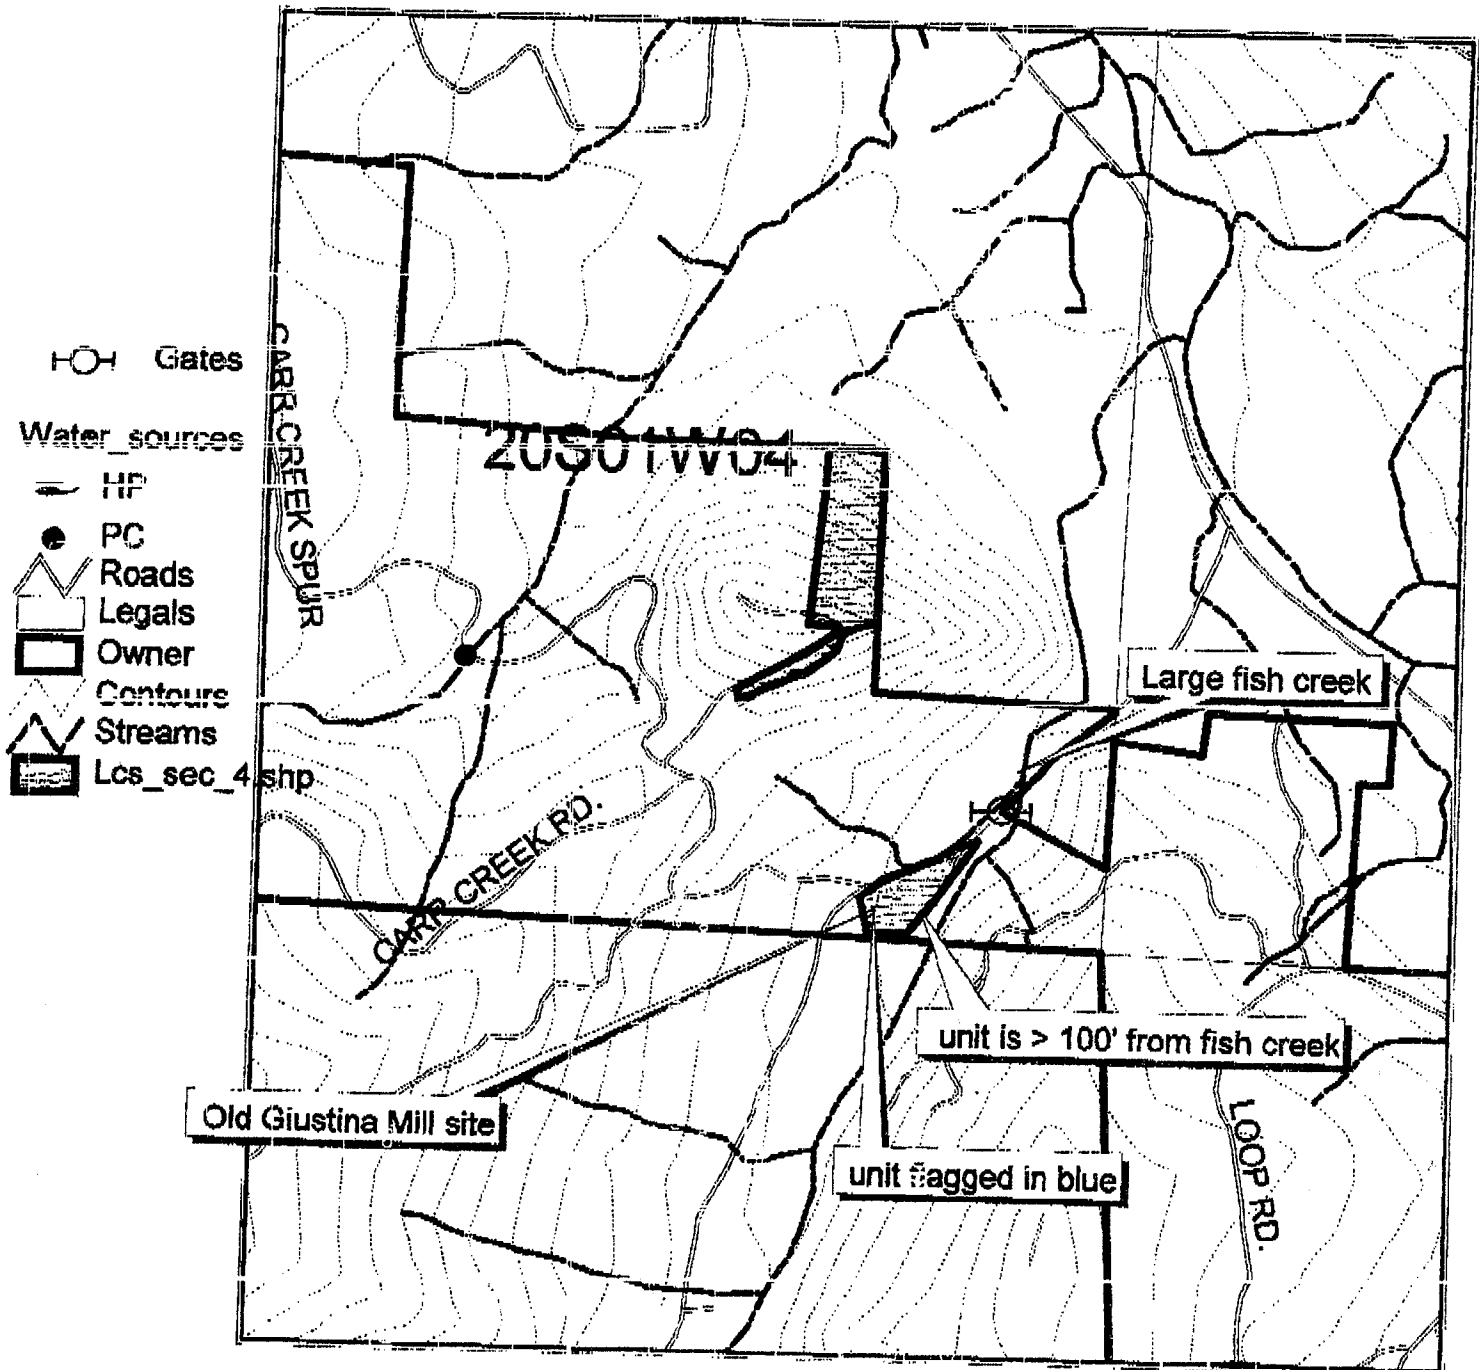 Gates
Water_sources
HP
PC
Roads
Legals
Owner
Contours
Streams
Lcs_sec_4.shp
CARR CREEK SPUR
20S01W04
Large fish creek
CARR CREEK RD.
unit is > 100' from fish creek
Old Giustina Mill site
unit flagged in blue
LOOP RD.